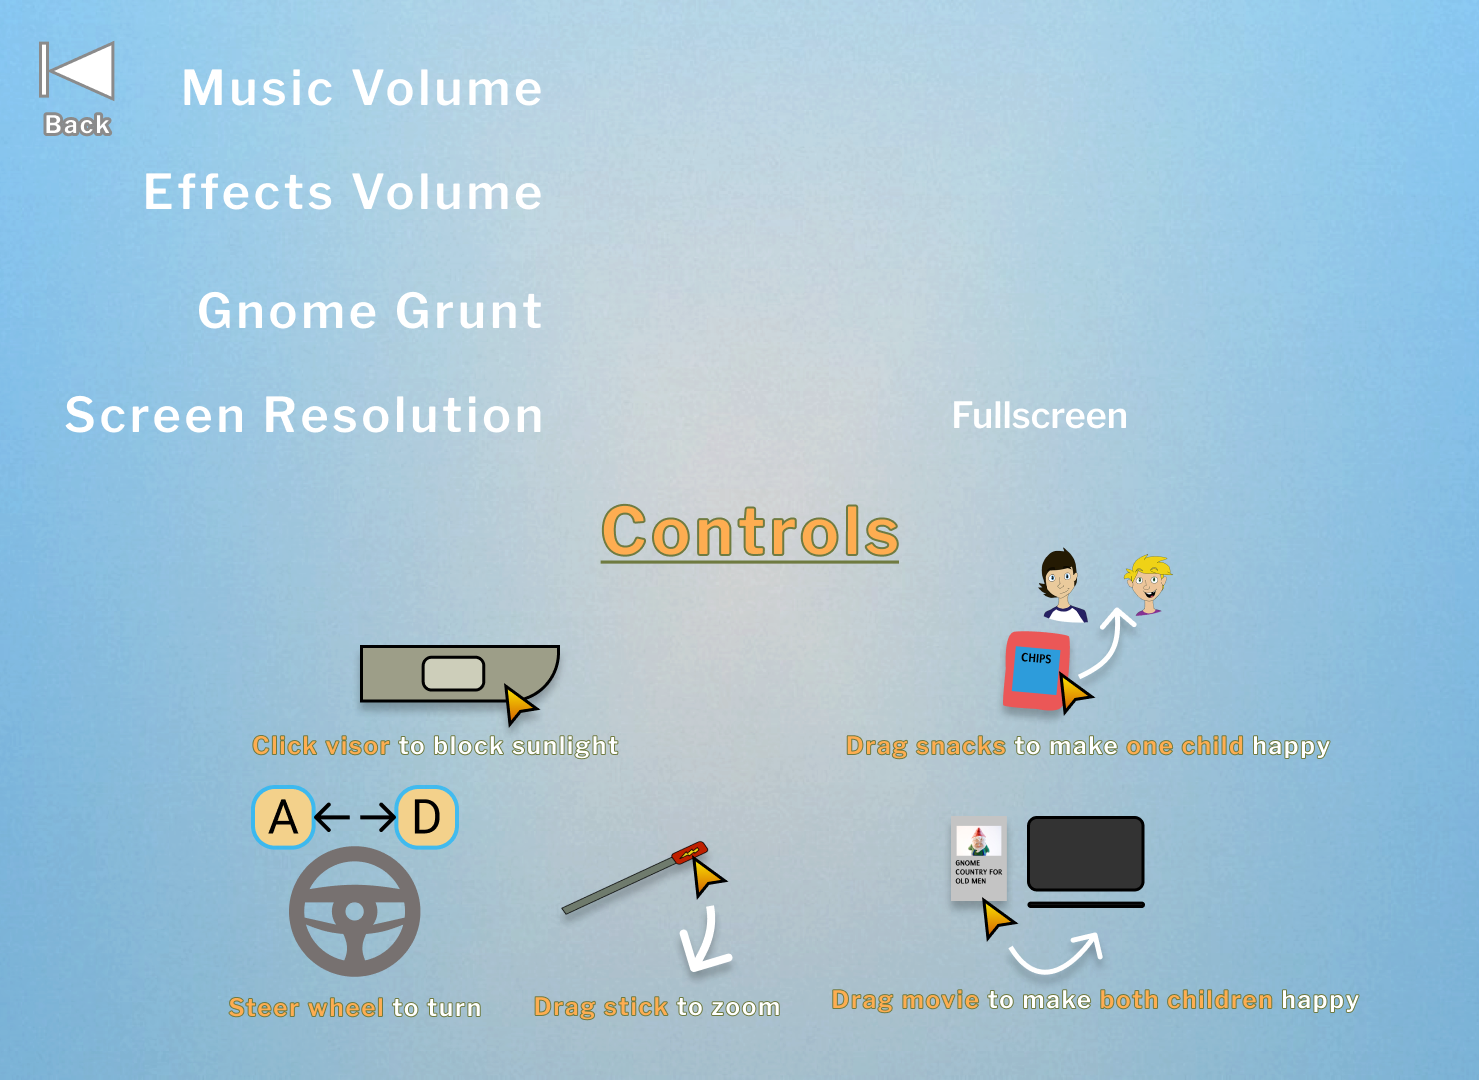 Back
Music Volume
Effects Volume
Gnome Grunt
Screen Resolution
Fullscreen
Controls
CHIPS
Click visor to block sunlight
Drag snacks to make one child happy
A
D
GNOME
COUNTRY FOR
OLD MEN
Steer wheel to turn
Drag stick to zoom
Drag movie to make both children happy